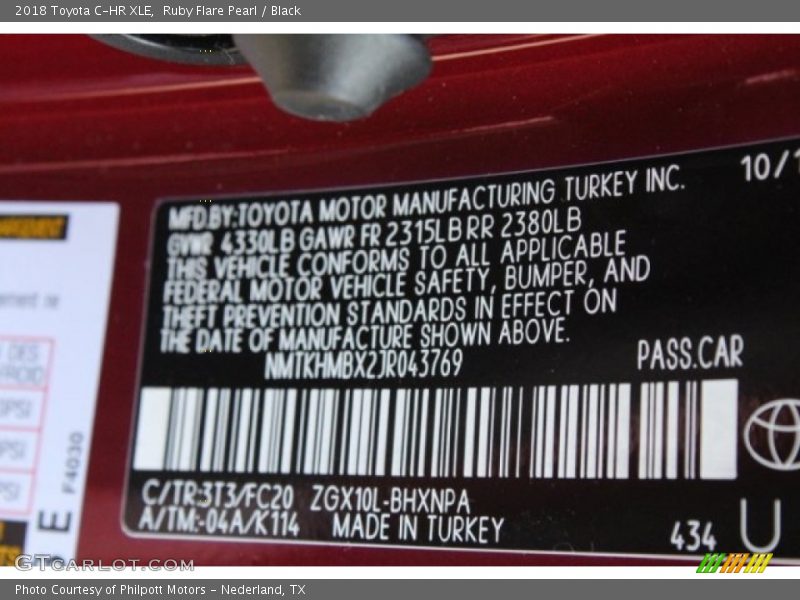 2018 Toyota C-HR XLE, Ruby Flare Pearl / Black
10/1
MFD.BY:TOYOTA MOTOR MANUFACTURING TURKEY INC.
GVWR 4330LB GAWR FR 2315LB RR 2380LB
THIS VEHICLE CONFORMS TO ALL APPLICABLE
FEDERAL MOTOR VEHICLE SAFETY, BUMPER, AND
THEFT PREVENTION STANDARDS IN EFFECT ON
THE DATE OF MANUFACTURE SHOWN ABOVE.
NMTKHMBX2JR043769
PASS.CAR
C/TR:3T3/FC20 ZGX10L-BHXNPA
A/TM:-04A/K114 MADE IN TURKEY
434
U
F4030
E
GTcarlot.com
Photo Courtesy of Philpott Motors - Nederland, TX